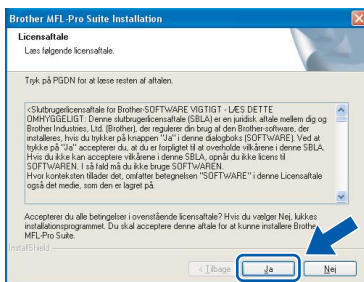 Brother MFL-Pro Suite Installation
Licensaftale
Læs følgende licensaftale.
Tryk på PGDN for at læse resten af aftalen.
<Slutbrugerlicensaftale for Brother-SOFTWARE VIGTIGT - LÆS DETTE
OMHYGGELIGT: Denne slutbrugerlicensaftale (SBLA) er en juridisk aftale mellem dig og
Brother Industries, Ltd. (Brother), der regulerer din brug af den Brother-software, der
installeres, hvis du trykker på knappen "Ja" i denne dialogboks (SOFTWARE). Ved at
trykke på "Ja" accepterer du, at du er forpligtet til at overholde vilkårene i denne SBLA.
Hvis du ikke kan acceptere vilkårene i denne SBLA, opnår du ikke licens til
SOFTWAREN. I så fald må du ikke bruge SOFTWAREN.
Hvor konteksten tillader det, omfatter betegnelsen "SOFTWARE" i denne Licensaftale
også det medie, som den er lagret på.
Accepterer du alle betingelser i ovenstående licensaftale? Hvis du vælger Nej, lukkes
installationsprogrammet. Du skal acceptere denne aftale for at kunne installere Brother
MFL-Pro Suite.
InstallShield
< Tilbage
Ja
Nej